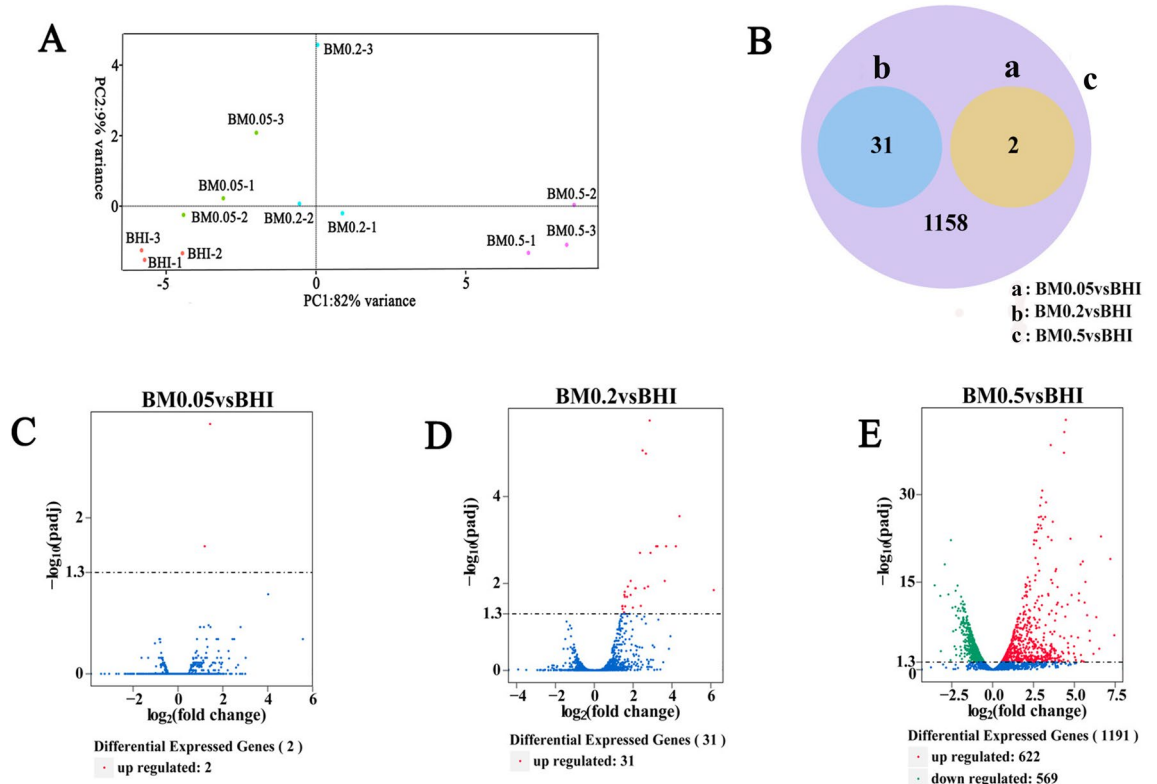 A
PC2:9% variance
4
2
0
BM0.2-3
BM0.05-3
BM0.05-1
BM0.05-2
BM0.2-2
BM0.2-1
BM0.5-2
BM0.5-3
BM0.5-1
BHI-3
BHI-2
BHI-1
-5
0
5
PC1:82% variance
B
b
a
c
31
2
1158
a : BM0.05vsBHI
b: BM0.2vsBHI
c : BM0.5vsBHI
C
BM0.05vsBHI
−log10(padj)
2
1.3
0
−2
0
2
4
6
log2(fold change)
Differential Expressed Genes ( 2 )
up regulated: 2
D
BM0.2vsBHI
−log10(padj)
4
2
1.3
0
−4
−2
0
2
4
6
log2(fold change)
Differential Expressed Genes ( 31 )
up regulated: 31
E
BM0.5vsBHI
−log10(padj)
30
15
1.3
0
−2.5
0.0
2.5
5.0
7.5
log2(fold change)
Differential Expressed Genes ( 1191 )
up regulated: 622
down regulated: 569